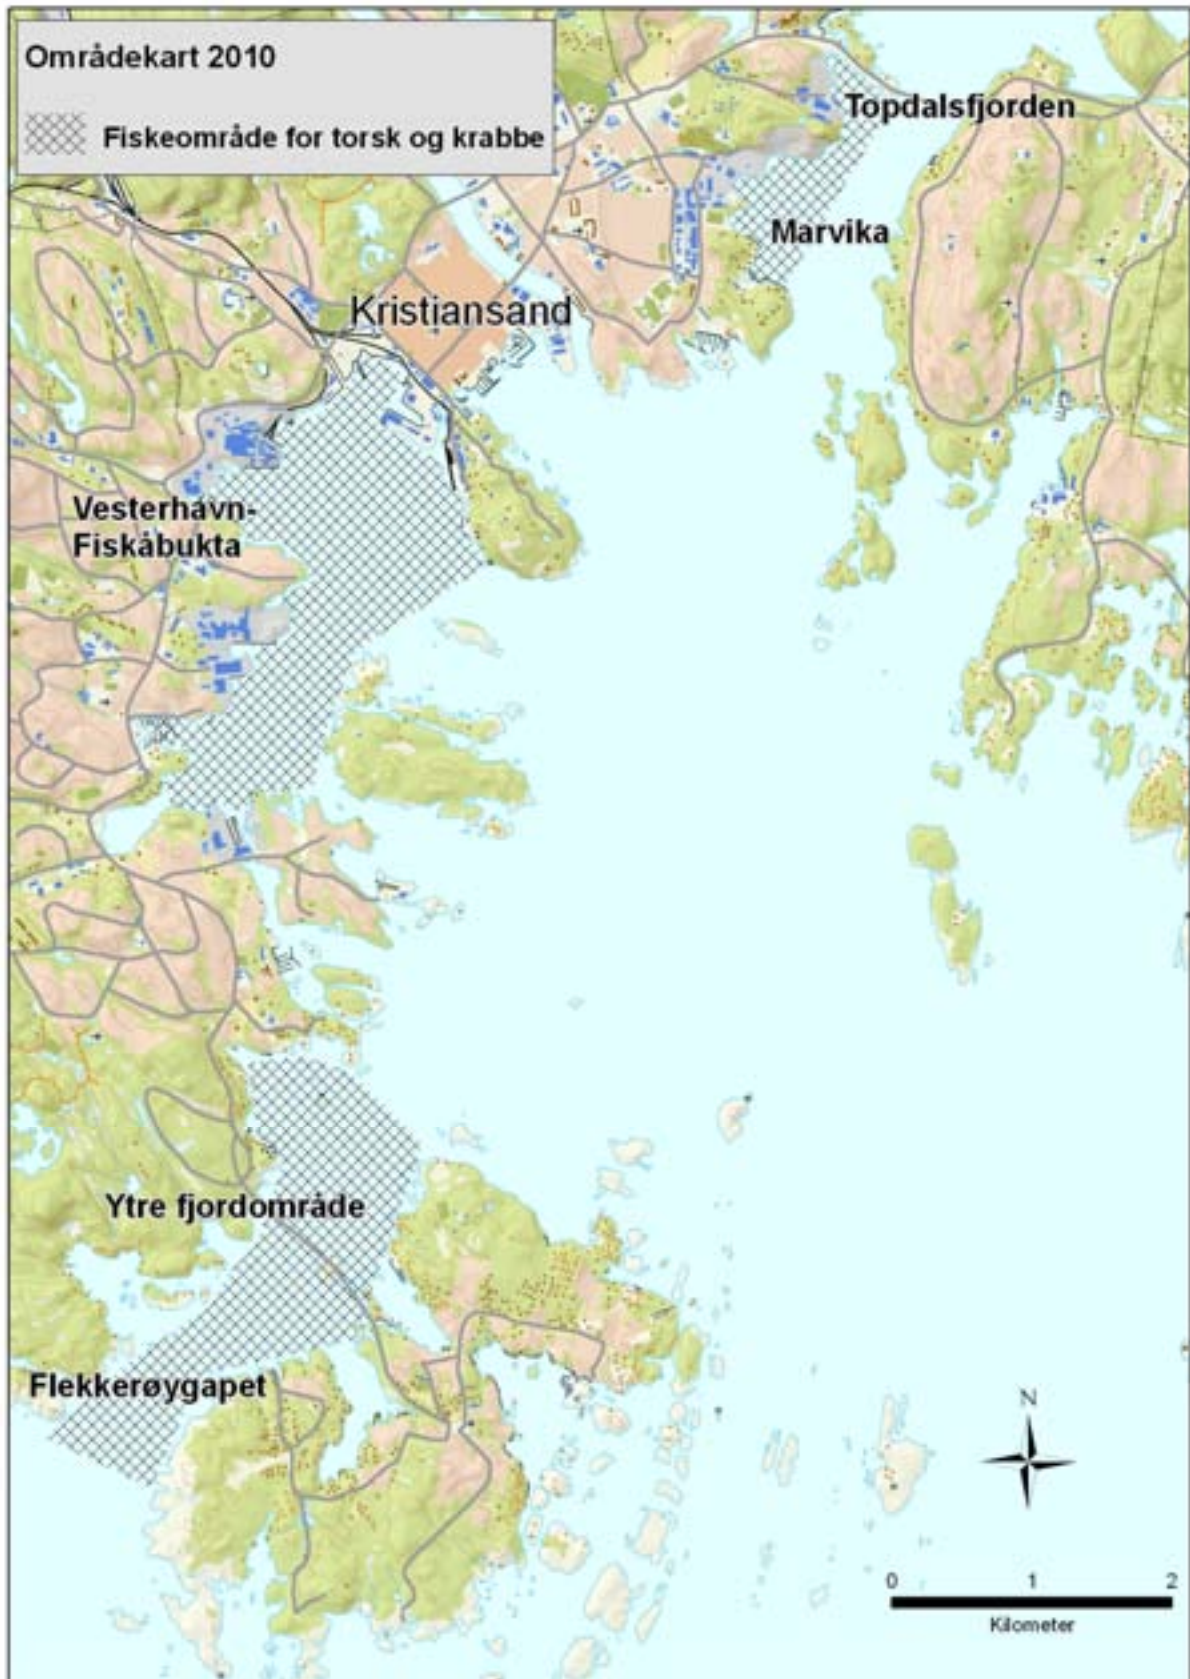 Områdekart 2010
Fiskeområde for torsk og krabbe
Topdalsfjorden
Marvika
Kristiansand
Vesterhavn-
Fiskåbukta
Ytre fjordområde
Flekkerøygapet
N
0 1 2
Kilometer